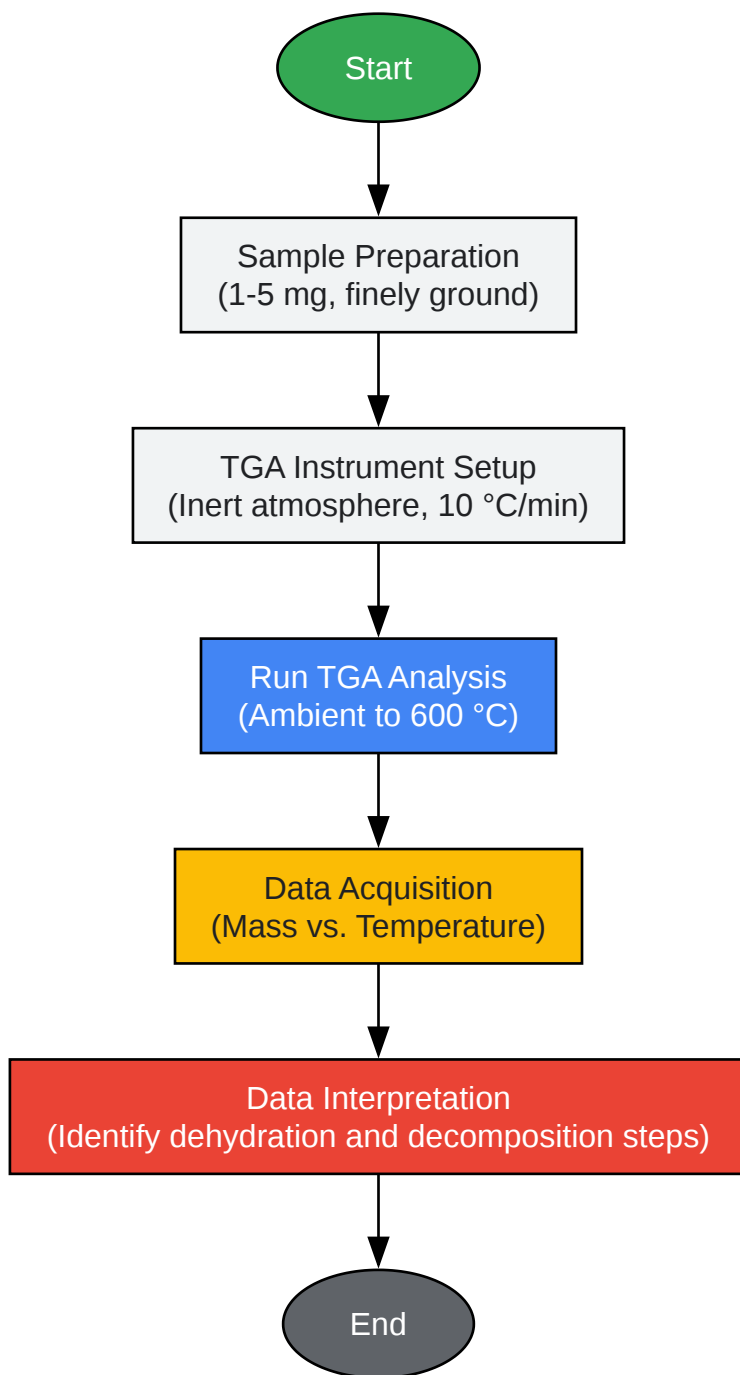 Start
Sample Preparation
(1-5 mg, finely ground)
TGA Instrument Setup
(Inert atmosphere, 10 °C/min)
Run TGA Analysis
(Ambient to 600 °C)
Data Acquisition
(Mass vs. Temperature)
Data Interpretation
(Identify dehydration and decomposition steps)
End